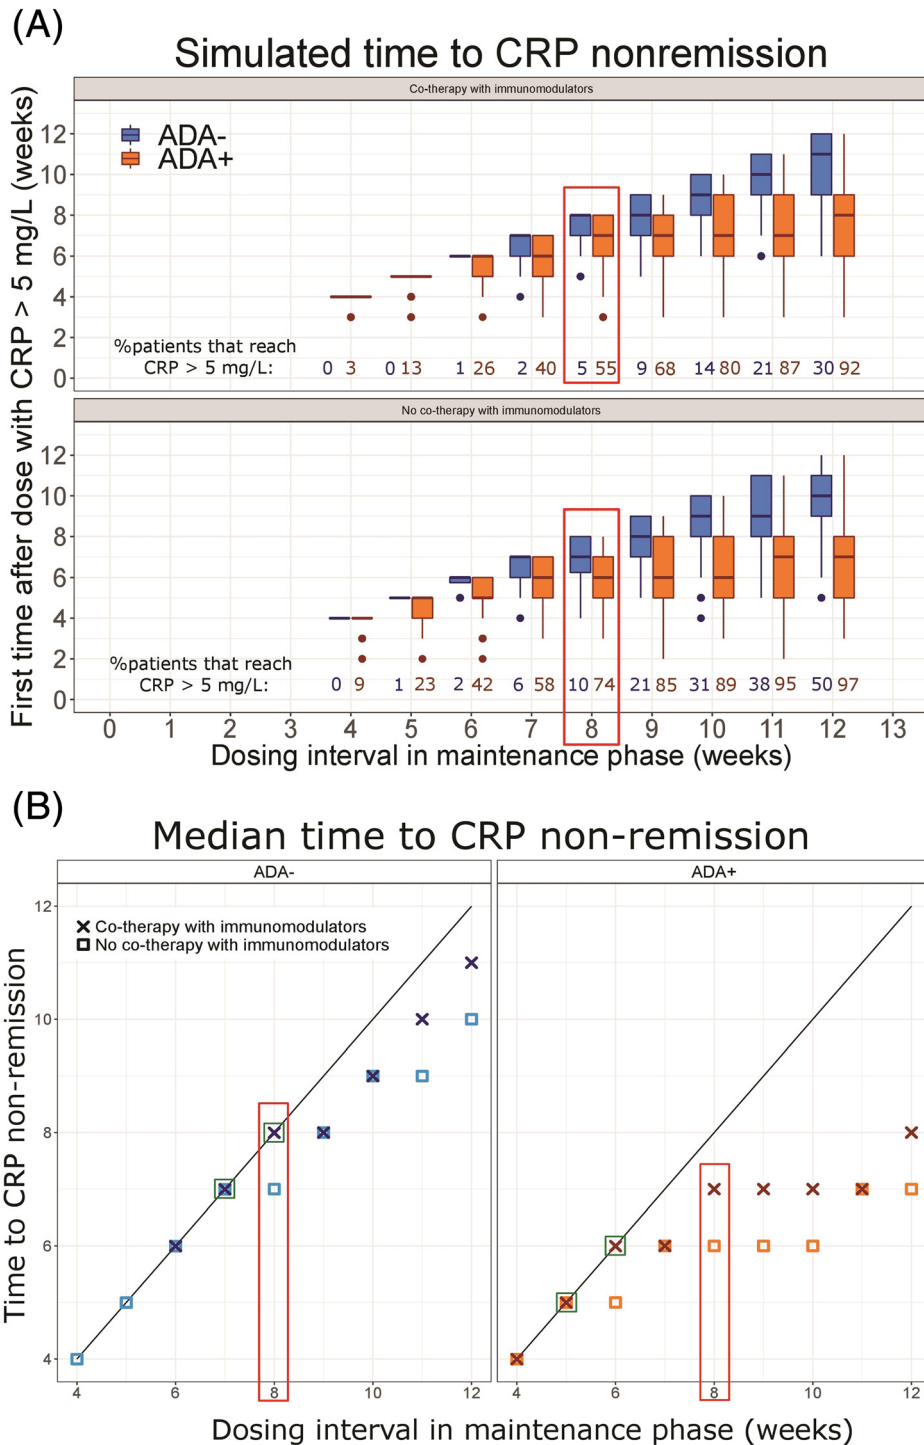 (A)
Simulated time to CRP nonremission
Co-therapy with immunomodulators
First time after dose with CRP > 5 mg/L (weeks)
ADA-
ADA+
12
10
8
6
4
2
0
%patients that reach
CRP > 5 mg/L:
0 3 0 13 1 26 2 40 5 55 9 68 14 80 21 87 30 92
No co-therapy with immunomodulators
12
10
8
6
4
2
0
%patients that reach
CRP > 5 mg/L:
0 9 1 23 2 42 6 58 10 74 21 85 31 89 38 95 50 97
0 1 2 3 4 5 6 7 8 9 10 11 12 13
Dosing interval in maintenance phase (weeks)
(B)
Median time to CRP non-remission
ADA-
ADA+
Time to CRP non-remission
Co-therapy with immunomodulators
No co-therapy with immunomodulators
12
10
8
6
4
4 6 8 10 12
4 6 8 10 12
Dosing interval in maintenance phase (weeks)